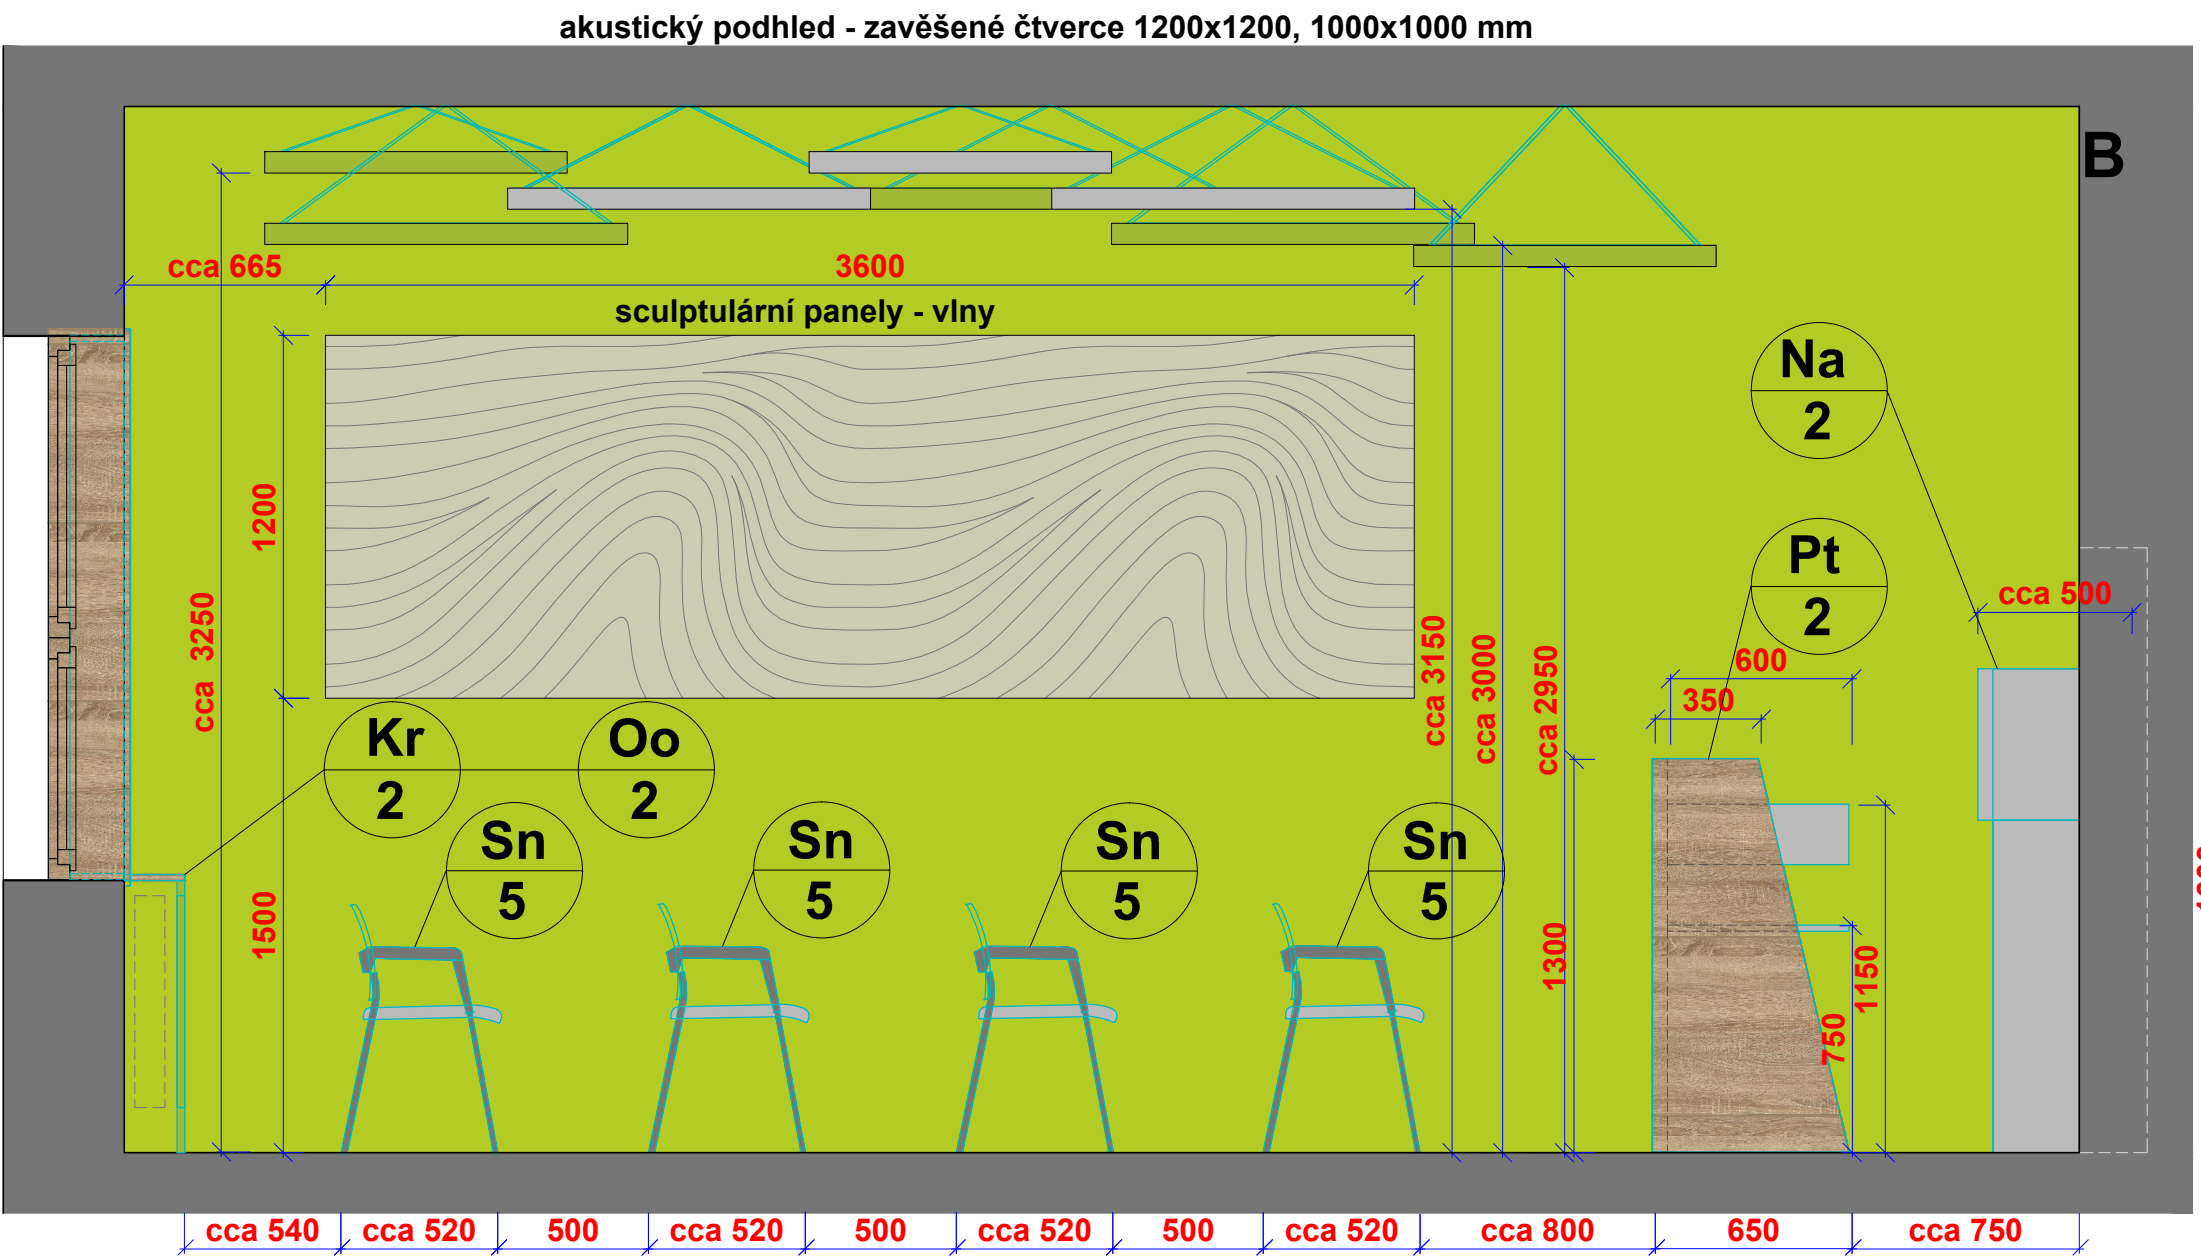 akustický podhled - zavěšené čtverce 1200x1200, 1000x1000 mm
B
cca 665
3600
sculptulární panely - vlny
Na
2
1200
Pt
2
cca 500
cca 3250
cca 3150
cca 3000
cca 2950
600
350
Kr
2
Oo
2
Sn
5
Sn
5
Sn
5
Sn
5
1500
1300
1150
750
cca 540
cca 520
500
cca 520
500
cca 520
500
cca 520
cca 800
650
cca 750